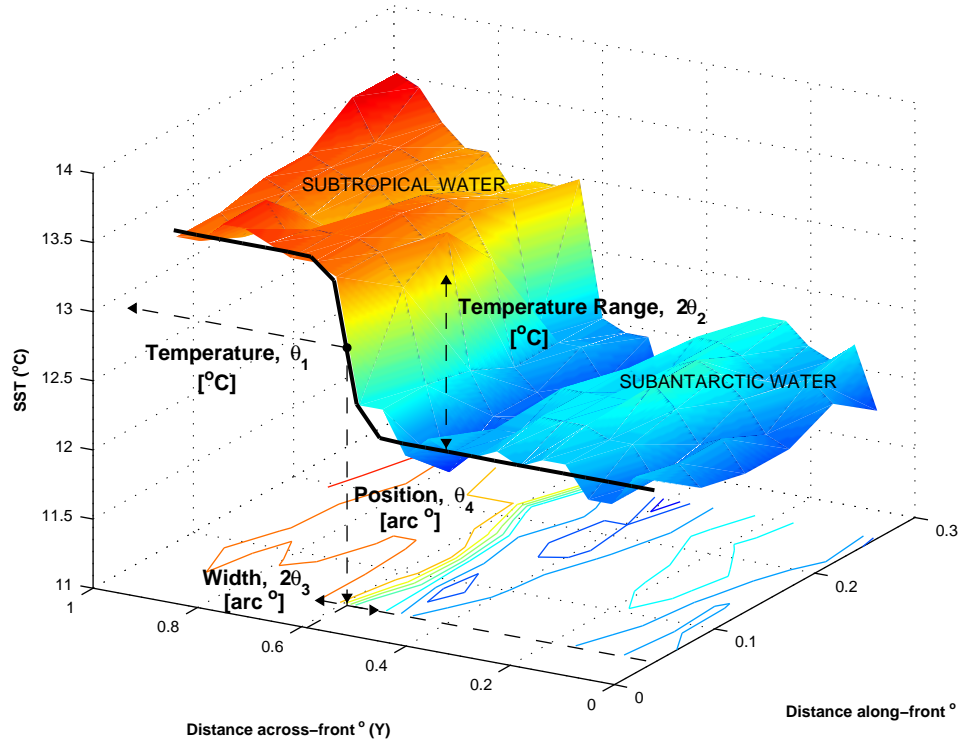 14
13.5
13
12.5
12
11.5
11
SST (°C)
SUBTROPICAL WATER
Temperature Range, 2θ2
[°C]
Temperature, θ1
[°C]
SUBANTARCTIC WATER
Position, θ4
[arc °]
Width, 2θ3
[arc °]
1
0.8
0.6
0.4
0.2
0
0
0.1
0.2
0.3
Distance across−front ° (Y)
Distance along−front °